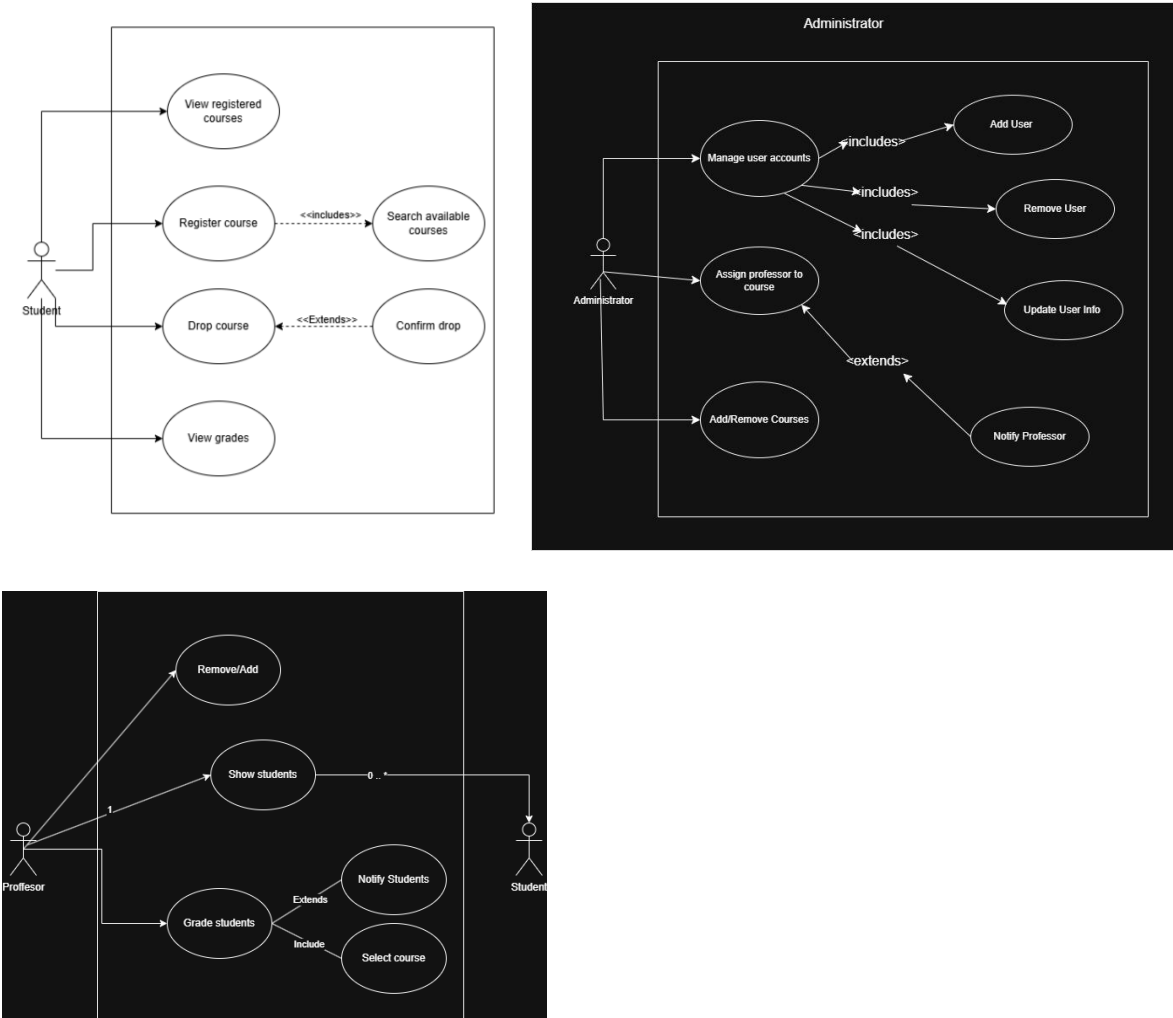 View registered
courses
Register course
<<includes>>
Search available
courses
Student
Drop course
<<Extends>>
Confirm drop
View grades
Administrator
Manage user accounts
<includes>
Add User
<includes>
Remove User
<includes>
Administrator
Assign professor to
course
Update User Info
<extends>
Add/Remove Courses
Notify Professor
Remove/Add
Show students
0 .. *
1
Proffesor
Student
Notify Students
Extends
Grade students
Include
Select course